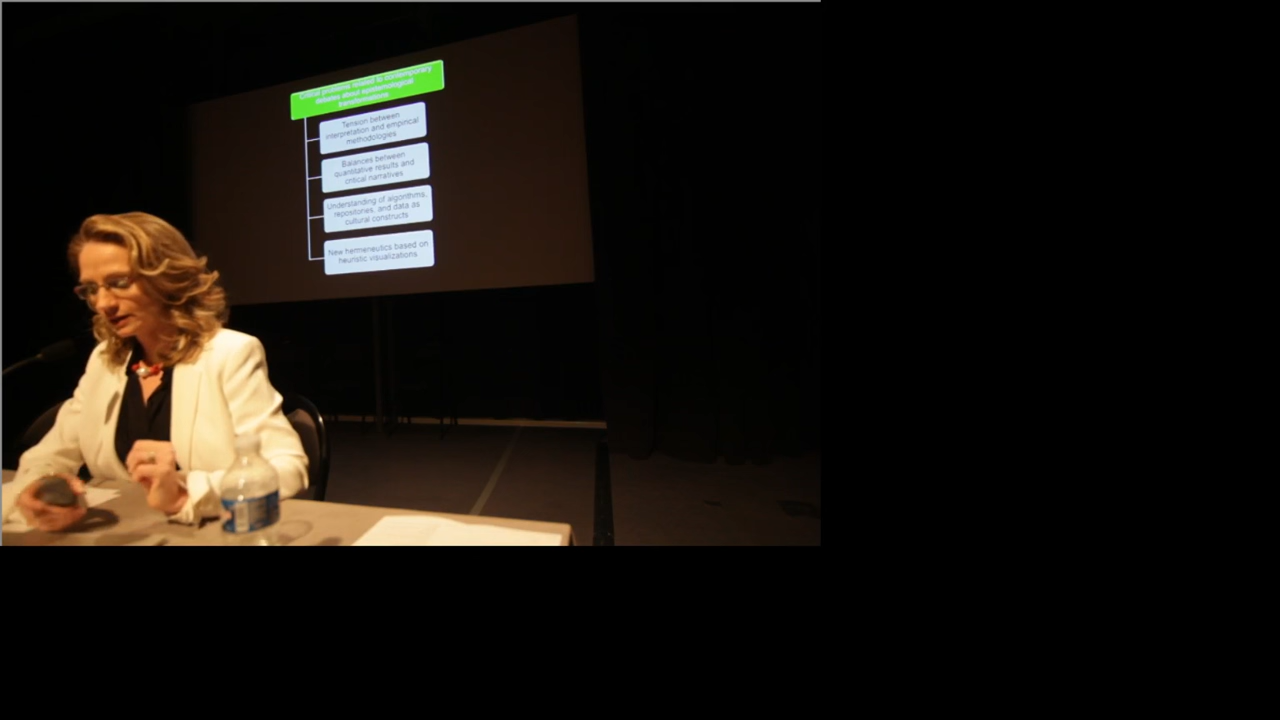 Critical problems related to contemporary
debates about epistemological
transformations
Tension between
interpretation and empirical
methodologies
Balances between
quantitative results and
critical narratives
Understanding of algorithms,
repositories, and data as
cultural constructs
New hermeneutics based on
heuristic visualizations